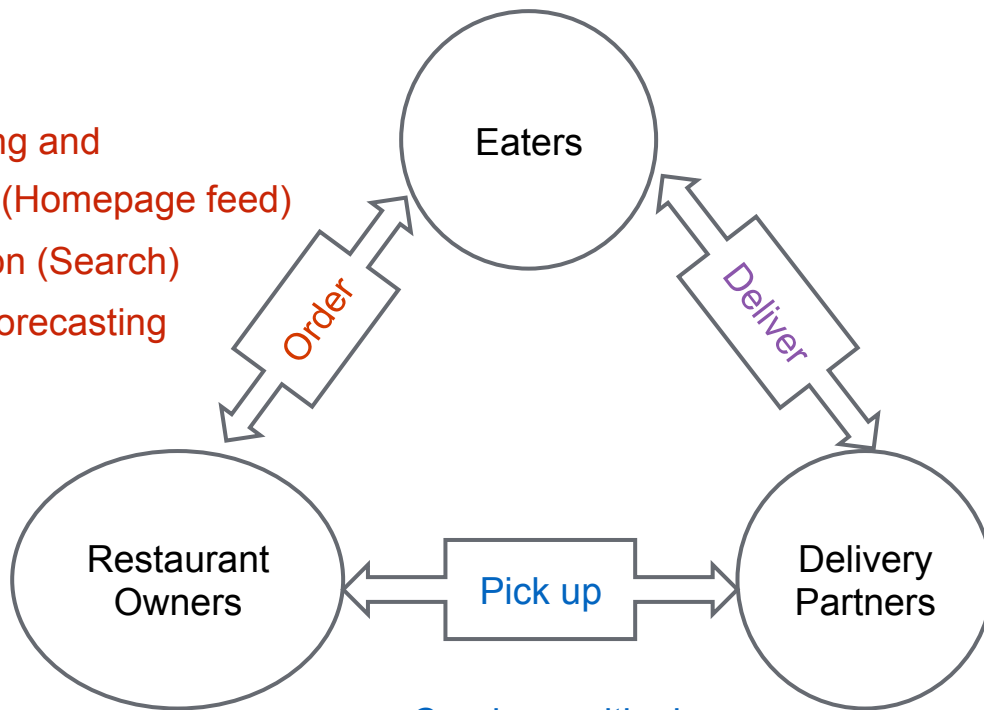 Eaters
ng and
(Homepage feed)
on (Search)
orecasting
Order
Deliver
Restaurant
Owners
Pick up
Delivery
Partners